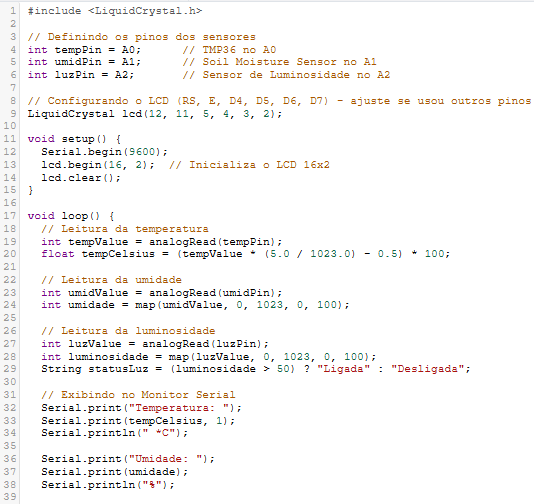 1 #include <LiquidCrystal.h>
2
3 // Definindo os pinos dos sensores
4 int tempPin = A0;      // TMP36 no A0
5 int umidPin = A1;      // Soil Moisture Sensor no A1
6 int luzPin = A2;       // Sensor de Luminosidade no A2
7
8 // Configurando o LCD (RS, E, D4, D5, D6, D7) - ajuste se usou outros pinos
9 LiquidCrystal lcd(12, 11, 5, 4, 3, 2);
10
11 void setup() {
12   Serial.begin(9600);
13   lcd.begin(16, 2);  // Inicializa o LCD 16x2
14   lcd.clear();
15 }
16
17 void loop() {
18   // Leitura da temperatura
19   int tempValue = analogRead(tempPin);
20   float tempCelsius = (tempValue * (5.0 / 1023.0) - 0.5) * 100;
21
22   // Leitura da umidade
23   int umidValue = analogRead(umidPin);
24   int umidade = map(umidValue, 0, 1023, 0, 100);
25
26   // Leitura da luminosidade
27   int luzValue = analogRead(luzPin);
28   int luminosidade = map(luzValue, 0, 1023, 0, 100);
29   String statusLuz = (luminosidade > 50) ? "Ligada" : "Desligada";
30
31   // Exibindo no Monitor Serial
32   Serial.print("Temperatura: ");
33   Serial.print(tempCelsius, 1);
34   Serial.println(" *C");
35
36   Serial.print("Umidade: ");
37   Serial.print(umidade);
38   Serial.println("%");
39